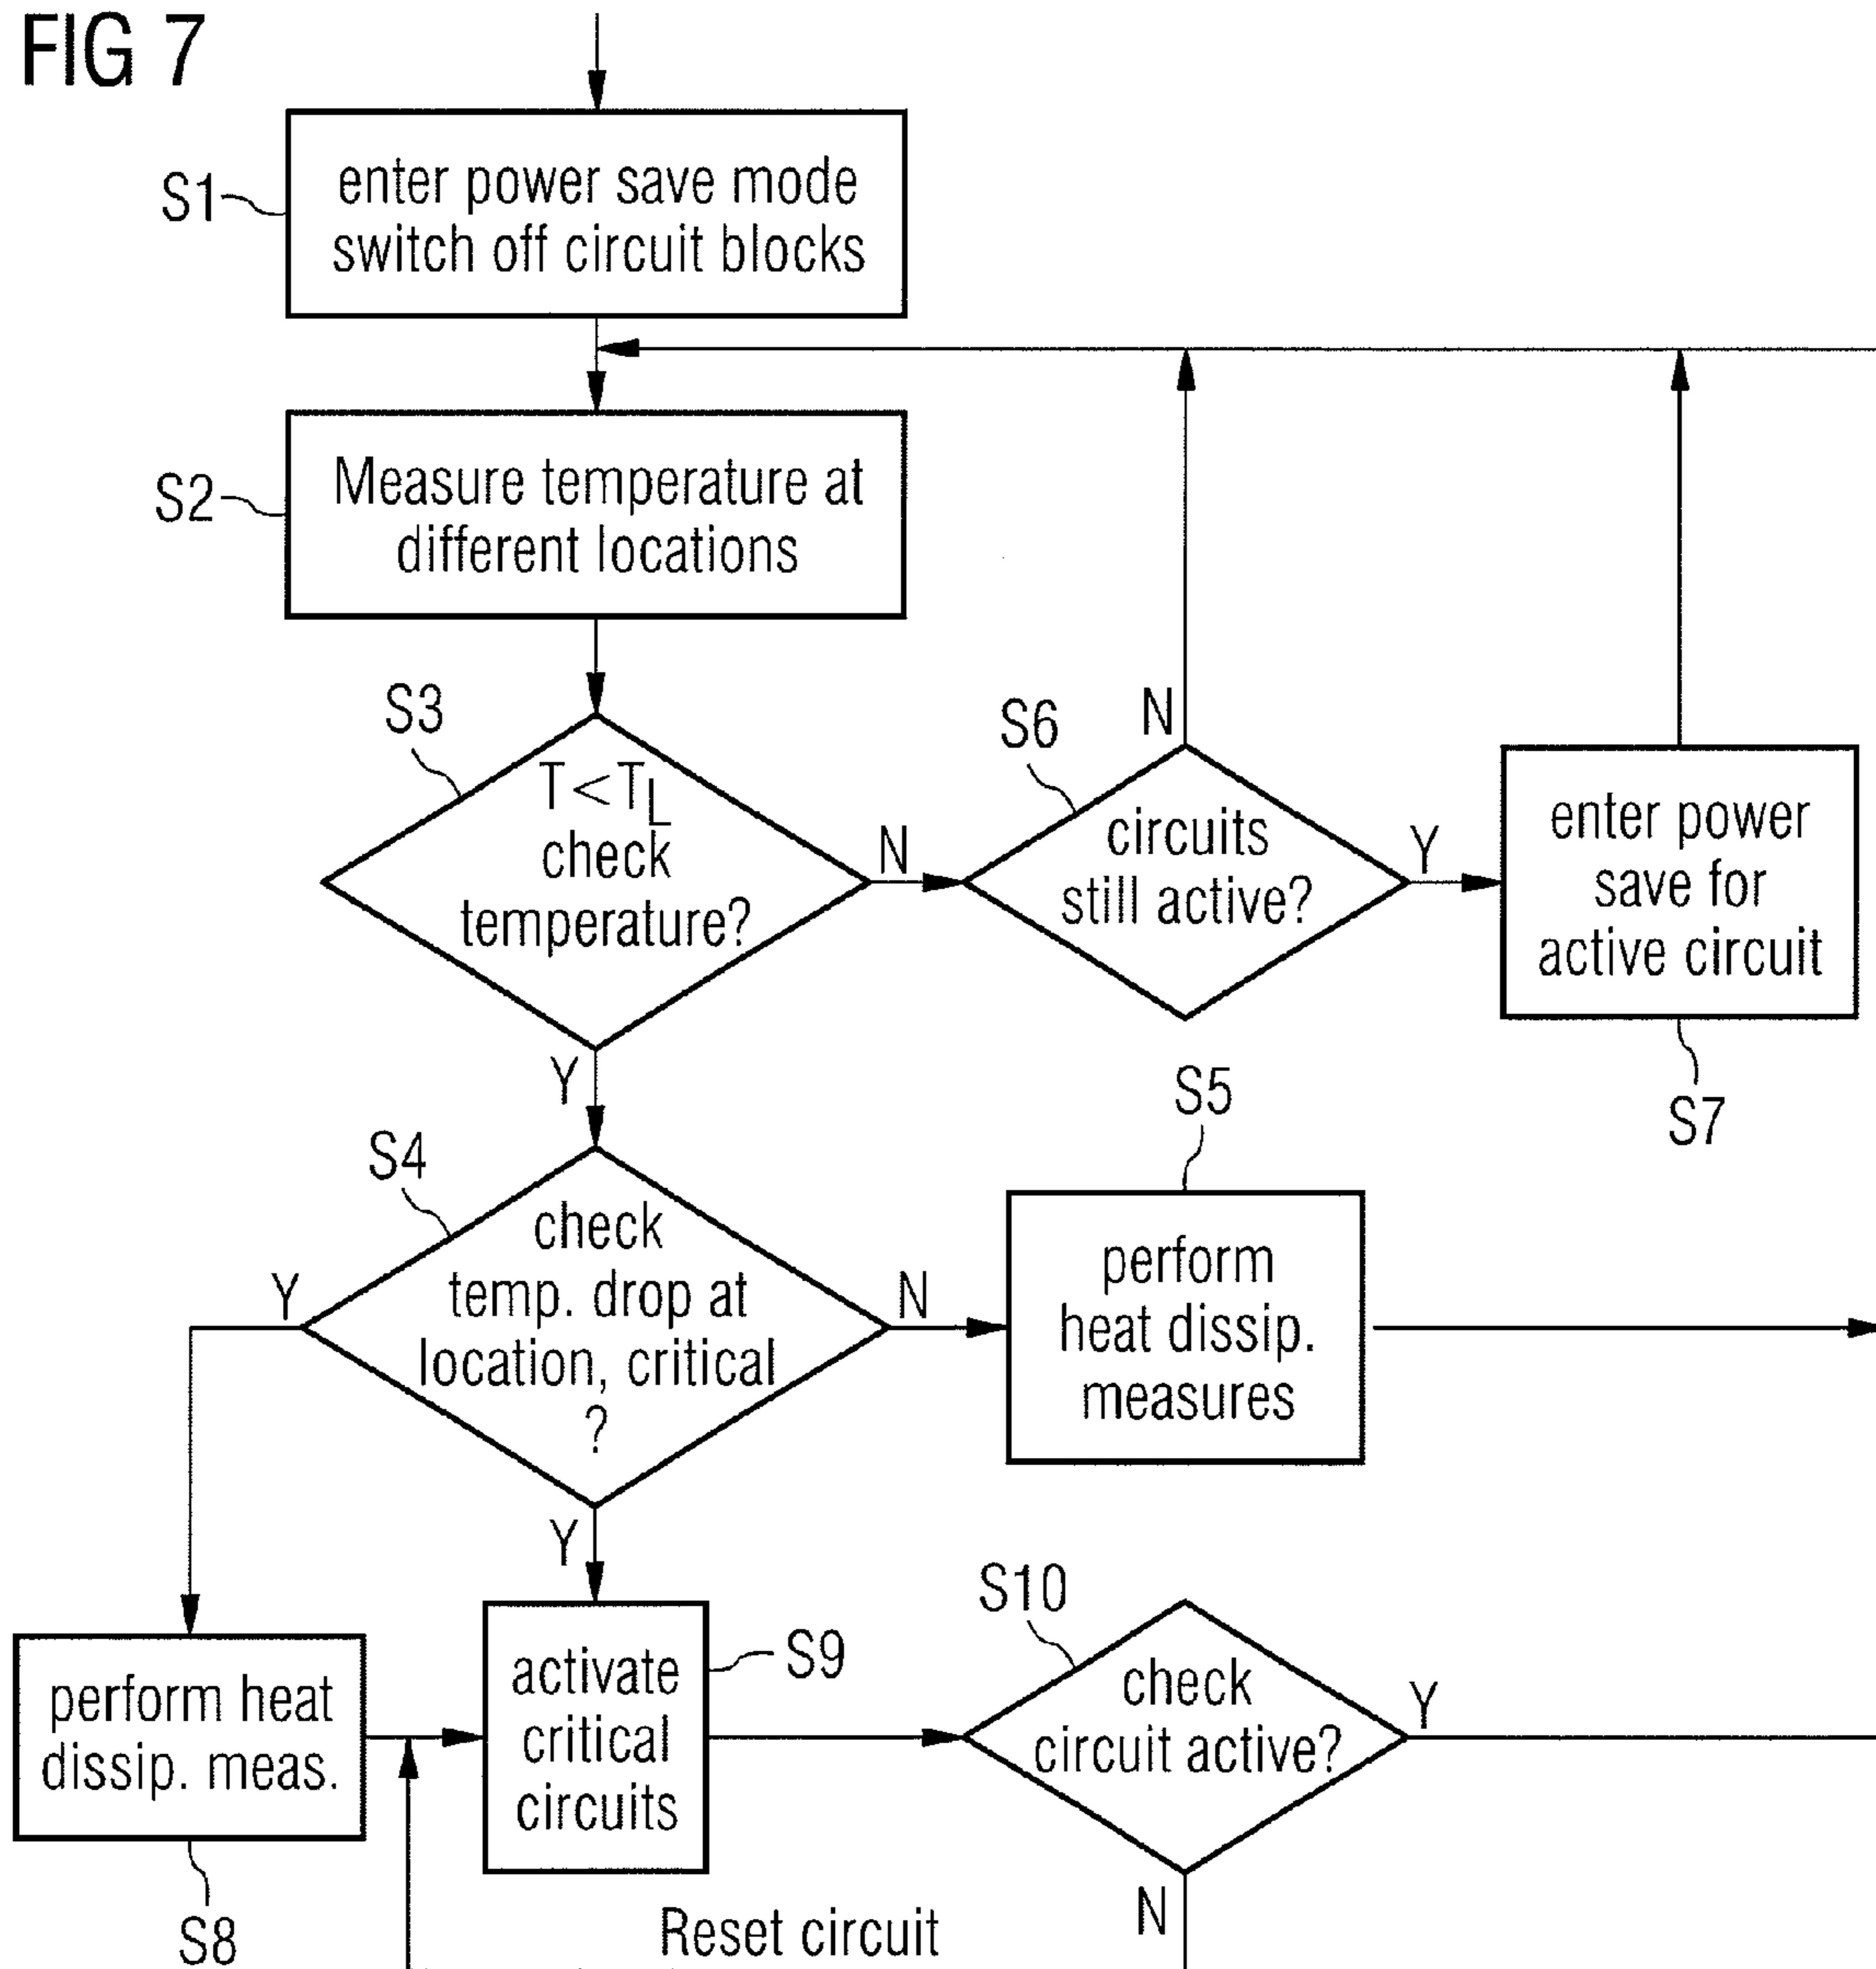 FIG 7
S1
enter power save mode
switch off circuit blocks
S2
Measure temperature at
different locations
S3
T<TL
check
temperature?
N
Y
S6
circuits
still active?
N
Y
enter power
save for
active circuit
S7
S4
check
temp. drop at
location, critical
?
Y
N
Y
S5
perform
heat dissip.
measures
perform heat
dissip. meas.
S8
activate
critical
circuits
S9
S10
check
circuit active?
Y
N
Reset circuit